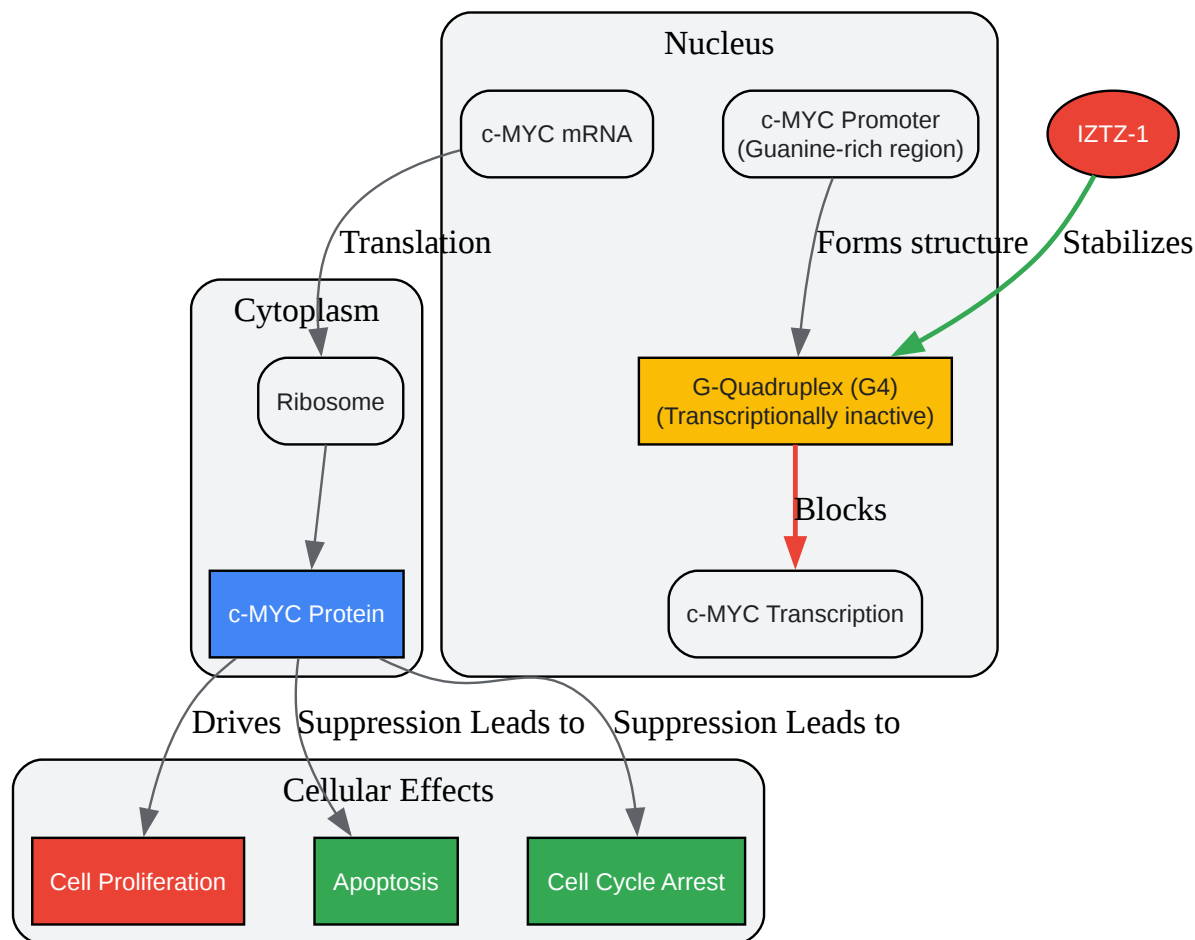 Nucleus
c-MYC mRNA
c-MYC Promoter
(Guanine-rich region)
IZTZ-1
Translation
Forms structure
Stabilizes
Cytoplasm
Ribosome
G-Quadruplex (G4)
(Transcriptionally inactive)
Blocks
c-MYC Protein
c-MYC Transcription
Drives
Suppression Leads to
Suppression Leads to
Cellular Effects
Cell Proliferation
Apoptosis
Cell Cycle Arrest